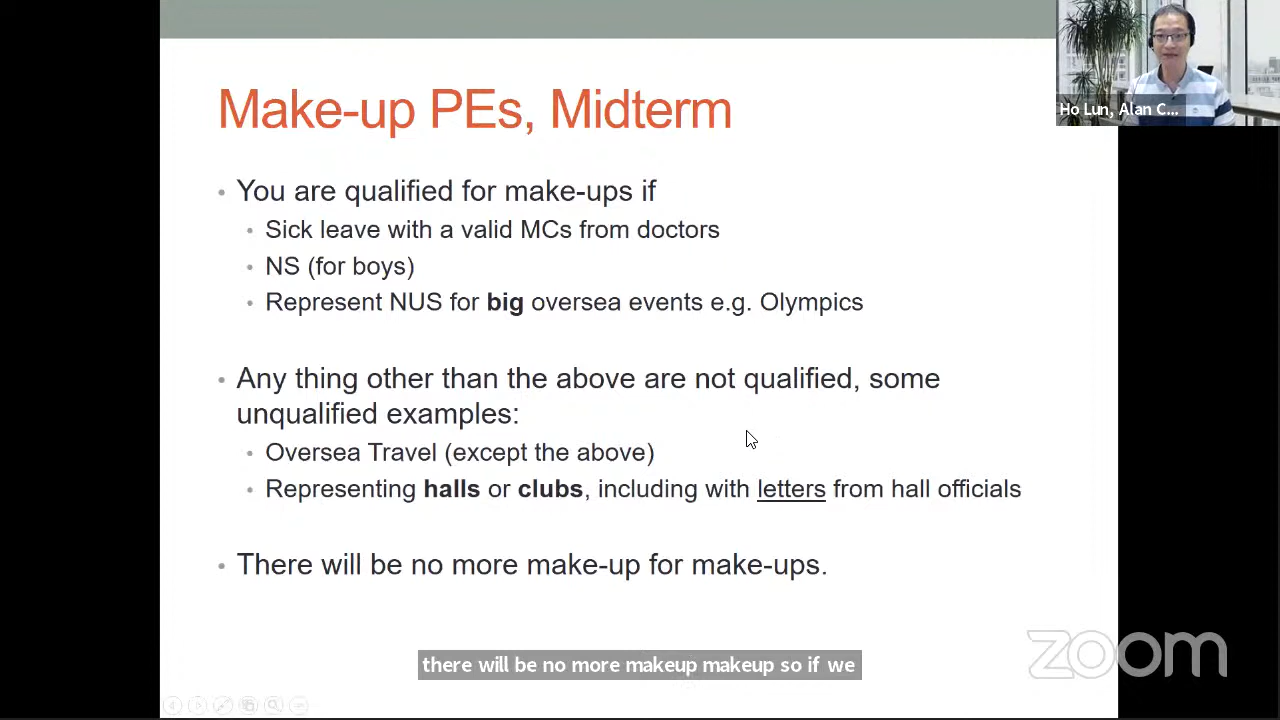 Make-up PEs, Midterm
Ho Lun, Alan C...
• You are qualified for make-ups if
• Sick leave with a valid MCs from doctors
• NS (for boys)
• Represent NUS for big oversea events e.g. Olympics
• Any thing other than the above are not qualified, some
unqualified examples:
• Oversea Travel (except the above)
• Representing halls or clubs, including with letters from hall officials
• There will be no more make-up for make-ups.
there will be no more makeup makeup so if we
zoom